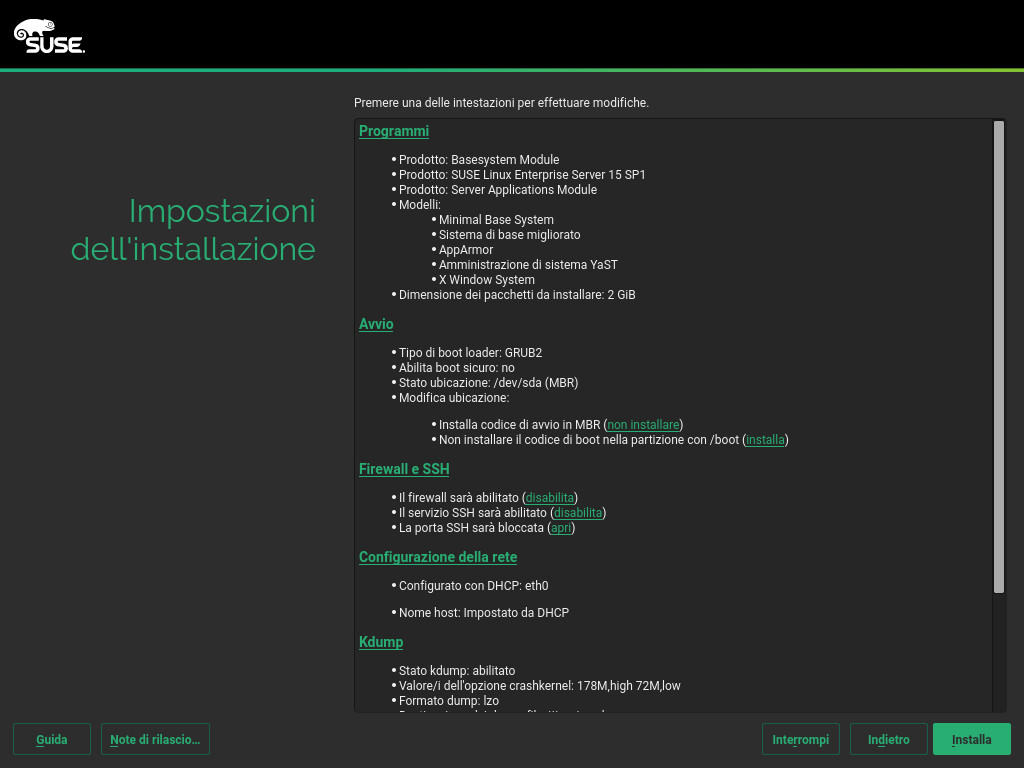 SUSE.
Premere una delle intestazioni per effettuare modifiche.
Impostazioni
dell'installazione
Programmi
• Prodotto: Basesystem Module
• Prodotto: SUSE Linux Enterprise Server 15 SP1
• Prodotto: Server Applications Module
• Modelli:
• Minimal Base System
• Sistema di base migliorato
• AppArmor
• Amministrazione di sistema YaST
• X Window System
• Dimensione dei pacchetti da installare: 2 GiB
Avvio
• Tipo di boot loader: GRUB2
• Abilita boot sicuro: no
• Stato ubicazione: /dev/sda (MBR)
• Modifica ubicazione:
• Installa codice di avvio in MBR (non installare)
• Non installare il codice di boot nella partizione con /boot (installa)
Firewall e SSH
• Il firewall sarà abilitato (disabilita)
• Il servizio SSH sarà abilitato (disabilita)
• La porta SSH sarà bloccata (apri)
Configurazione della rete
• Configurato con DHCP: eth0
• Nome host: Impostato da DHCP
Kdump
• Stato kdump: abilitato
• Valore/i dell'opzione crashkernel: 178M,high 72M,low
• Formato dump: lzo
Guida
Note di rilascio...
Interrompi
Indietro
Installa